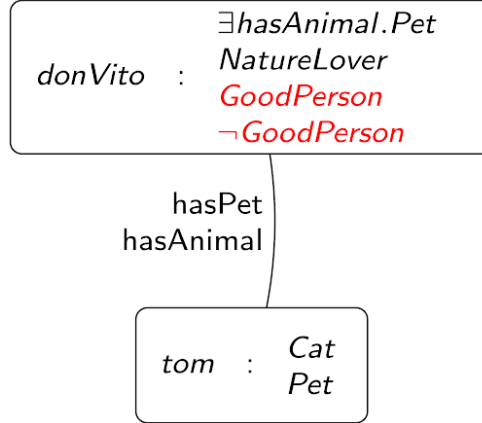 ∃hasAnimal.Pet
donVito : NatureLover
GoodPerson
¬GoodPerson
hasPet
hasAnimal
tom : Cat
Pet